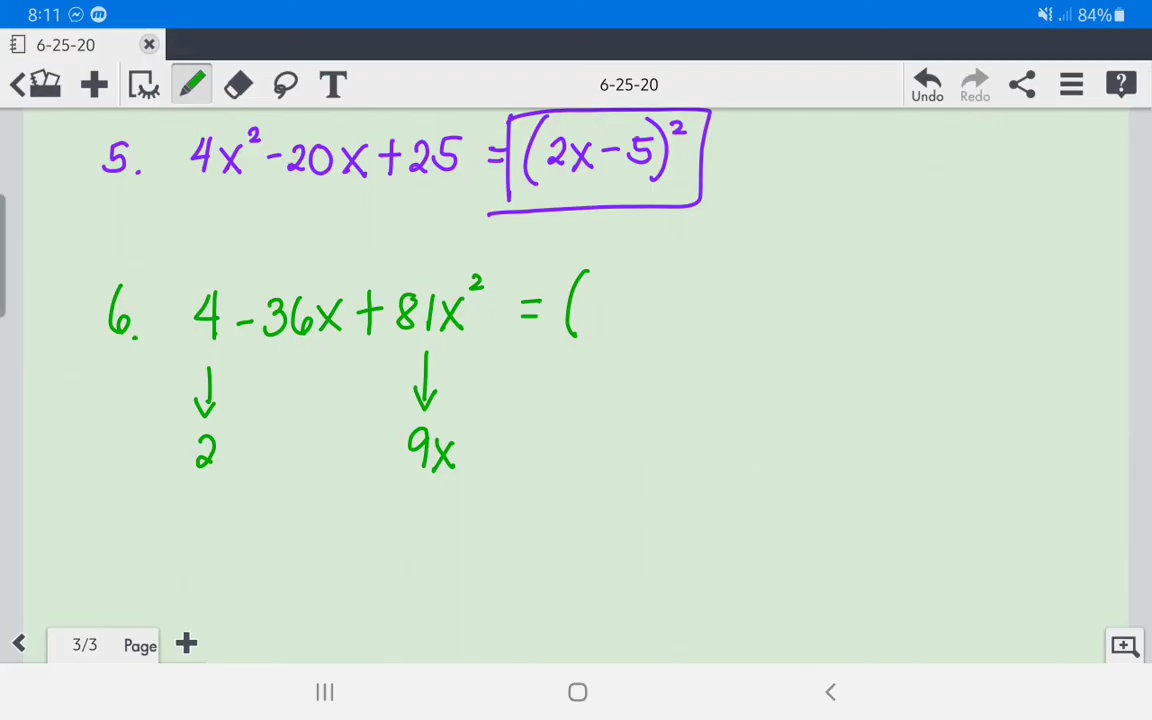 8:11 84%
6-25-20
T 6-25-20 Undo Redo ?
5. 4x² - 20x + 25 = (2x - 5)²
6. 4 - 36x + 81x² = (
2 9x
3/3 Page